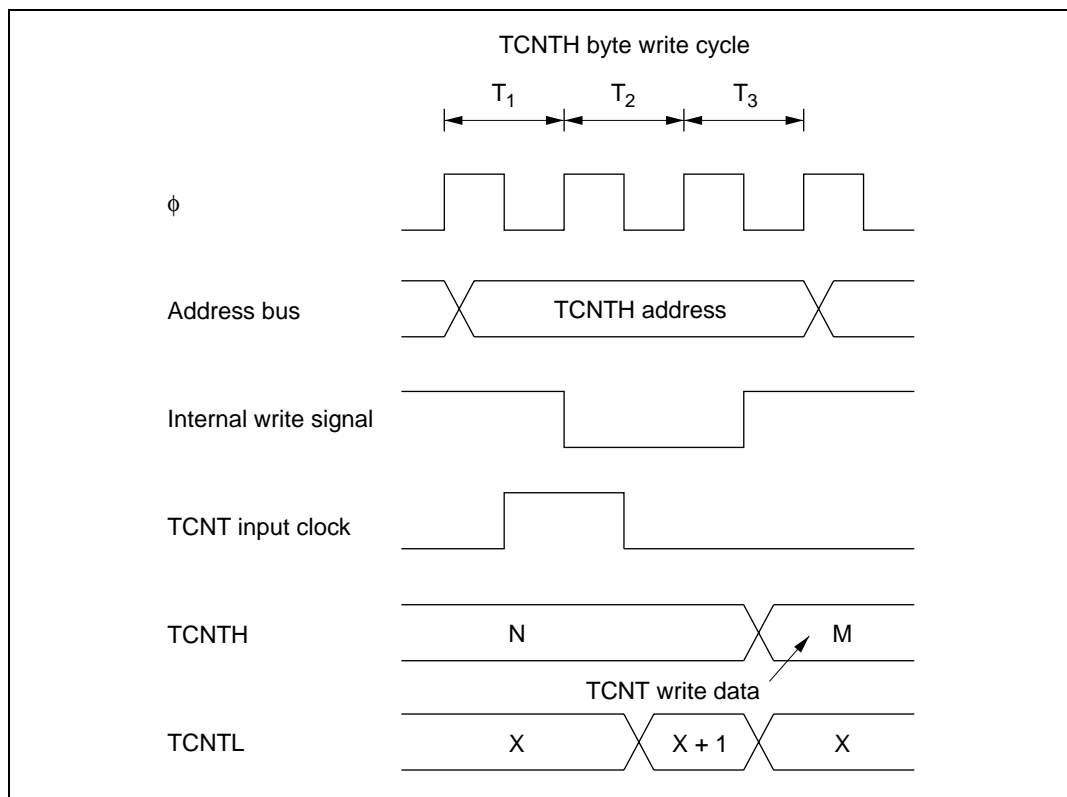 TCNTH byte write cycle
T₁ T₂ T₃
ϕ
Address bus TCNTH address
Internal write signal
TCNT input clock
TCNTH N M
TCNT write data
TCNTL X X + 1 X